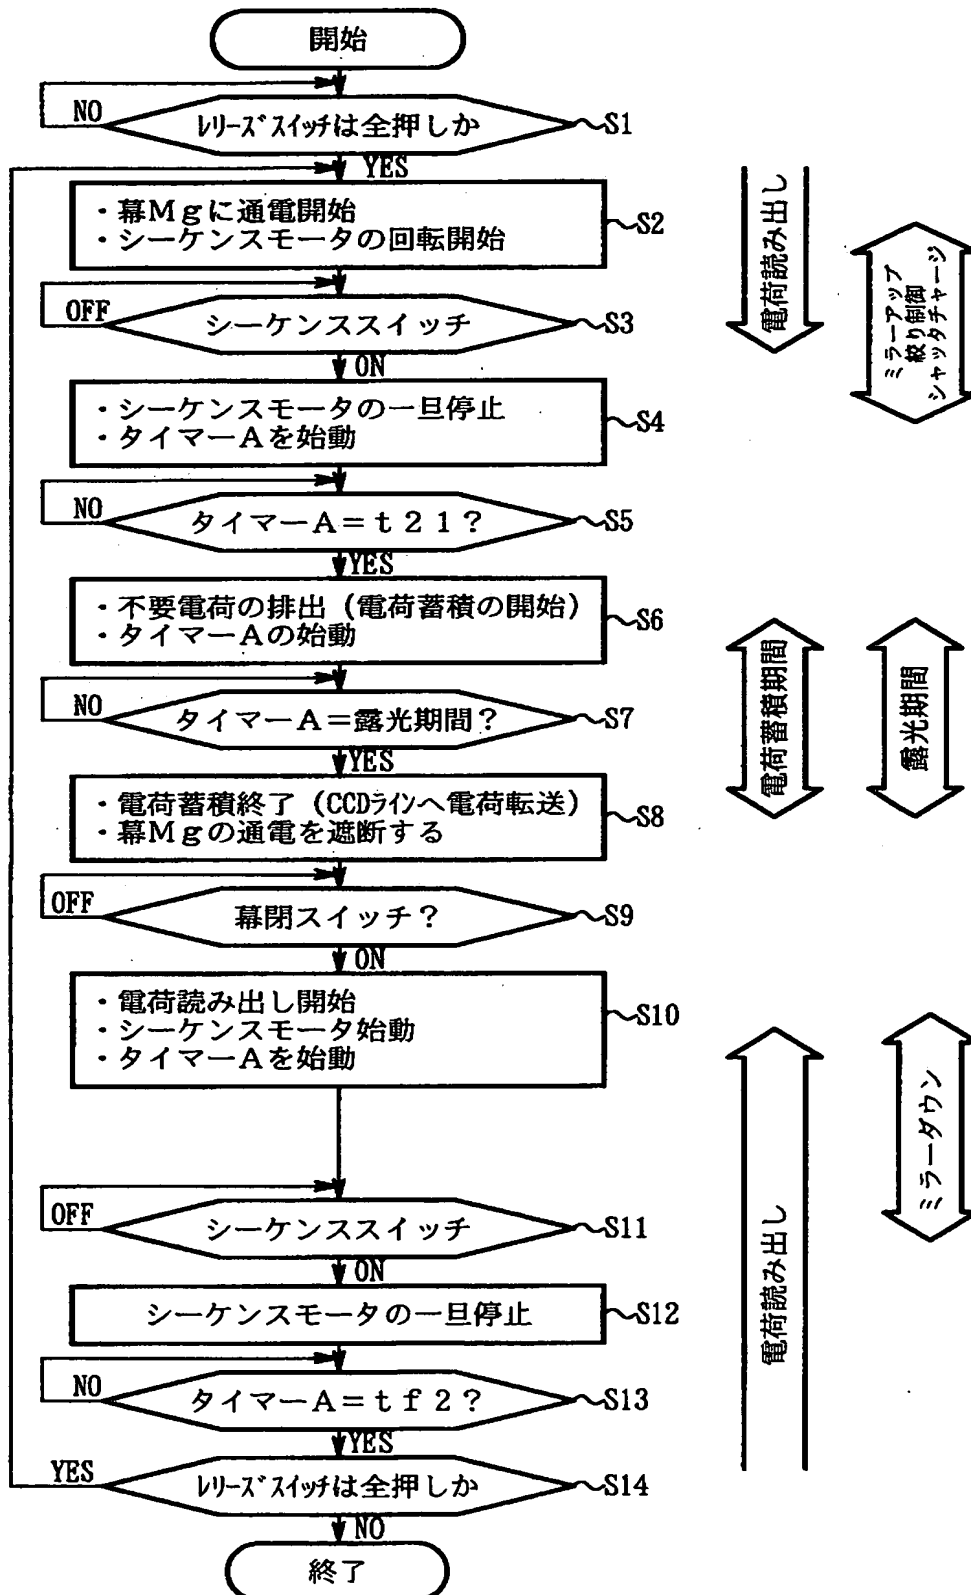 開始
NO
レリーズスイッチは全押しか
S1
YES
・幕Mgに通電開始
・シーケンスモータの回転開始
S2
OFF
シーケンススイッチ
S3
ON
・シーケンスモータの一旦停止
・タイマーAを始動
S4
NO
タイマーA=t21?
S5
YES
・不要電荷の排出(電荷蓄積の開始)
・タイマーAの始動
S6
NO
タイマーA=露光期間?
S7
YES
・電荷蓄積終了(CCDラインへ電荷転送)
・幕Mgの通電を遮断する
S8
OFF
幕閉スイッチ?
S9
ON
・電荷読み出し開始
・シーケンスモータ始動
・タイマーAを始動
S10
OFF
シーケンススイッチ
S11
ON
シーケンスモータの一旦停止
S12
NO
タイマーA=tf2?
S13
YES
YES
レリーズスイッチは全押しか
S14
NO
終了
電荷読み出し
ミラーアップ
絞り制御
シャッタチャージ
電荷蓄積期間
露光期間
電荷読み出し
ミラーダウン